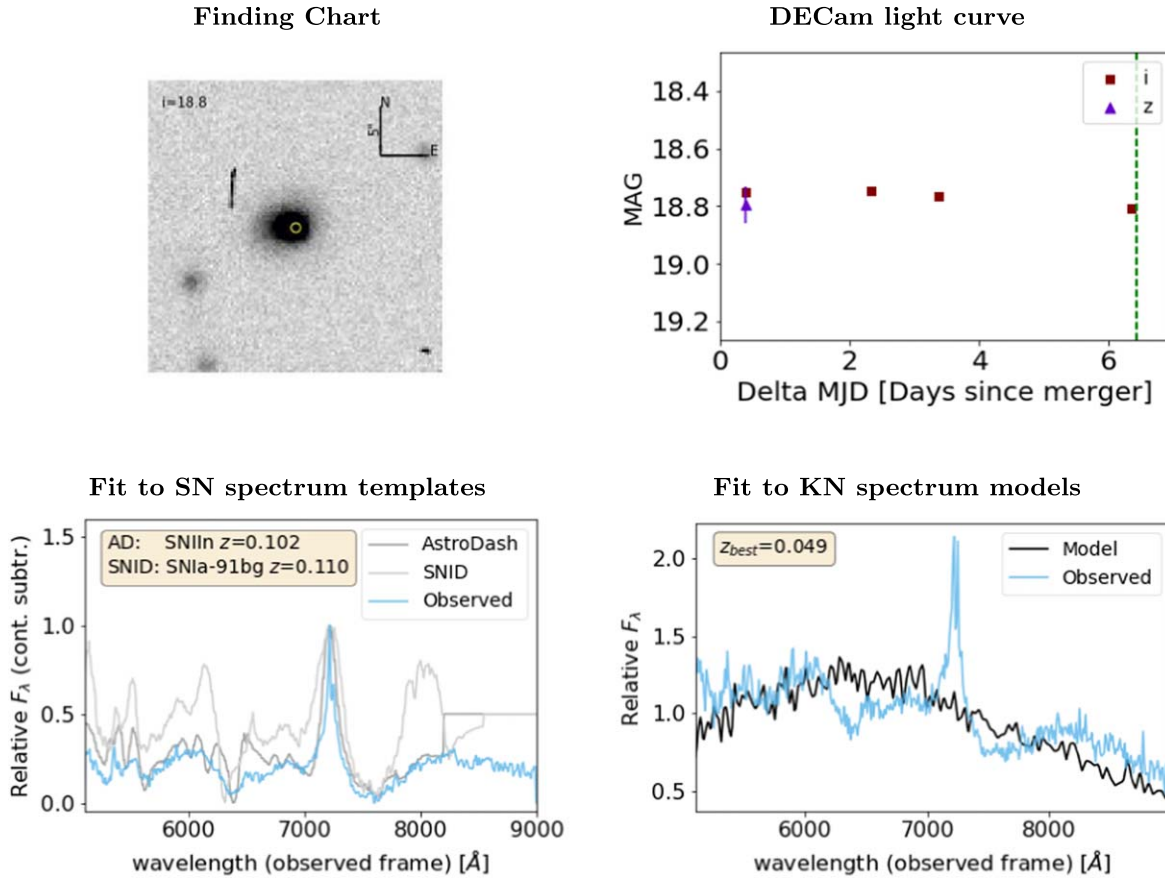 Finding Chart
i=18.8
N
5"
E
DECam light curve
18.4
18.6
18.8
19.0
19.2
MAG
0
2
4
6
Delta MJD [Days since merger]
i
z
Fit to SN spectrum templates
AD: SNIIn z=0.102
SNID: SNIa-91bg z=0.110
AstroDash
SNID
Observed
1.5
1.0
0.5
0.0
Relative Fλ (cont. subtr.)
6000
7000
8000
9000
wavelength (observed frame) [Å]
Fit to KN spectrum models
zbest=0.049
Model
Observed
2.0
1.5
1.0
0.5
Relative Fλ
6000
7000
8000
wavelength (observed frame) [Å]